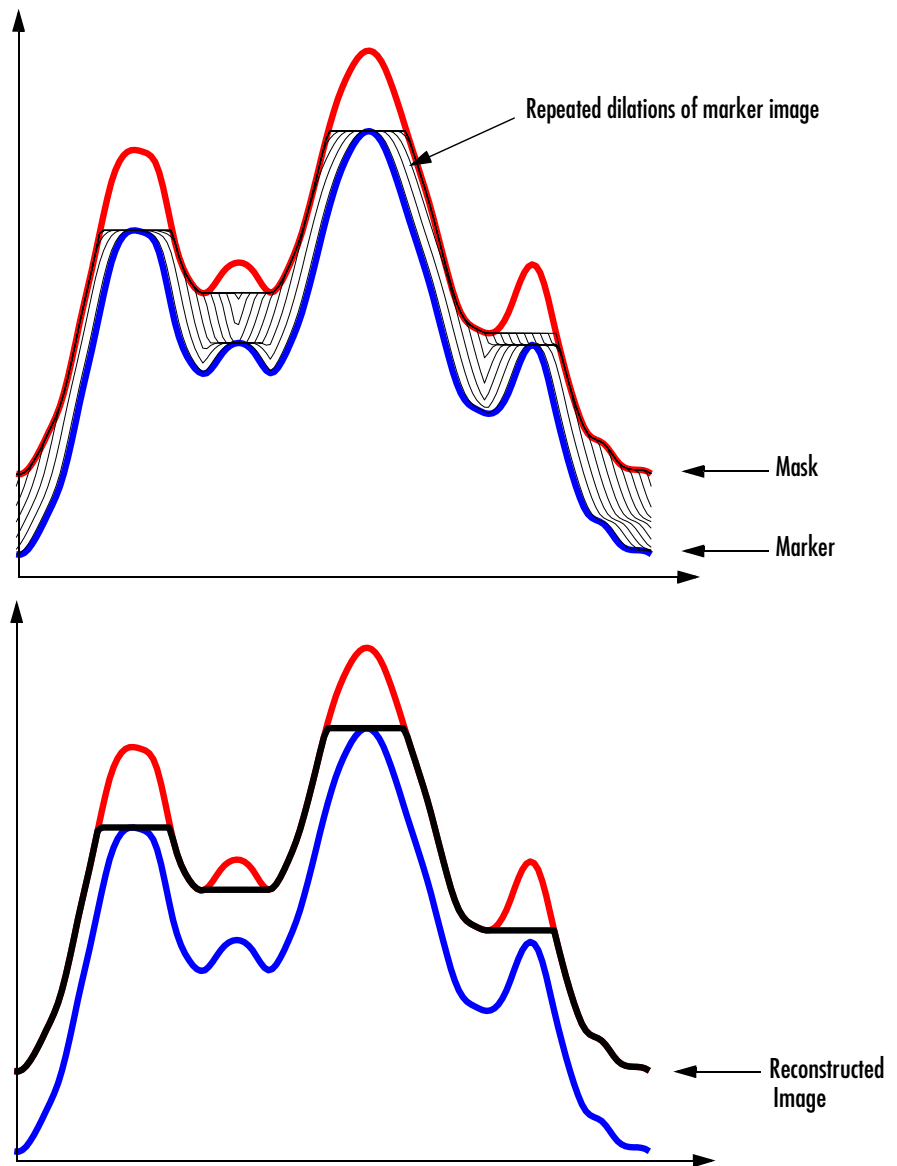 Repeated dilations of marker image
Mask
Marker
Reconstructed
Image